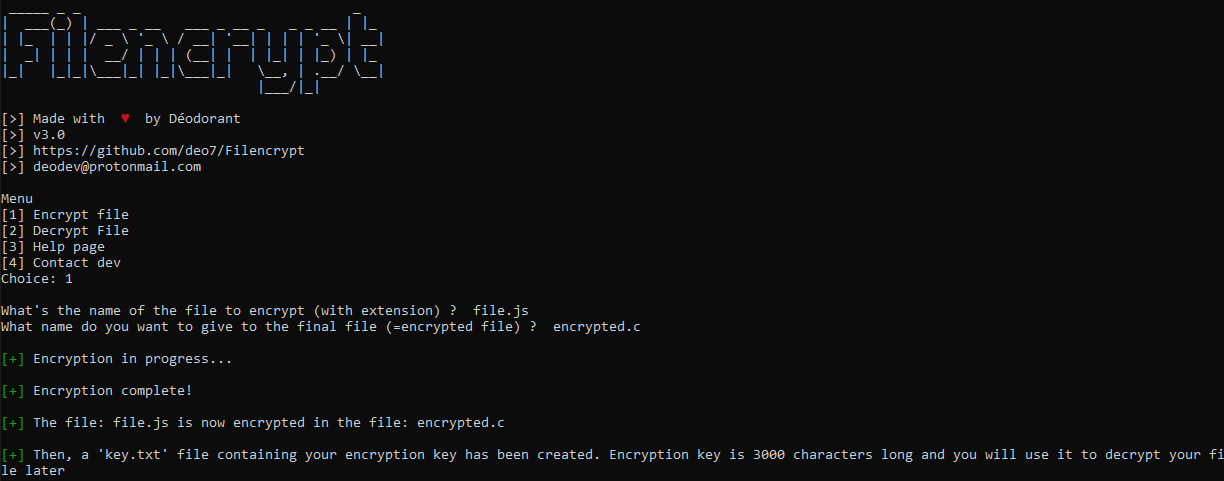 Filencrypt
[>] Made with ♥ by Déodorant
[>] v3.0
[>] https://github.com/deo7/Filencrypt
[>] deodev@protonmail.com
Menu
[1] Encrypt file
[2] Decrypt File
[3] Help page
[4] Contact dev
Choice: 1
What's the name of the file to encrypt (with extension) ?  file.js
What name do you want to give to the final file (=encrypted file) ?  encrypted.c
[+] Encryption in progress...
[+] Encryption complete!
[+] The file: file.js is now encrypted in the file: encrypted.c
[+] Then, a 'key.txt' file containing your encryption key has been created. Encryption key is 3000 characters long and you will use it to decrypt your fi
le later